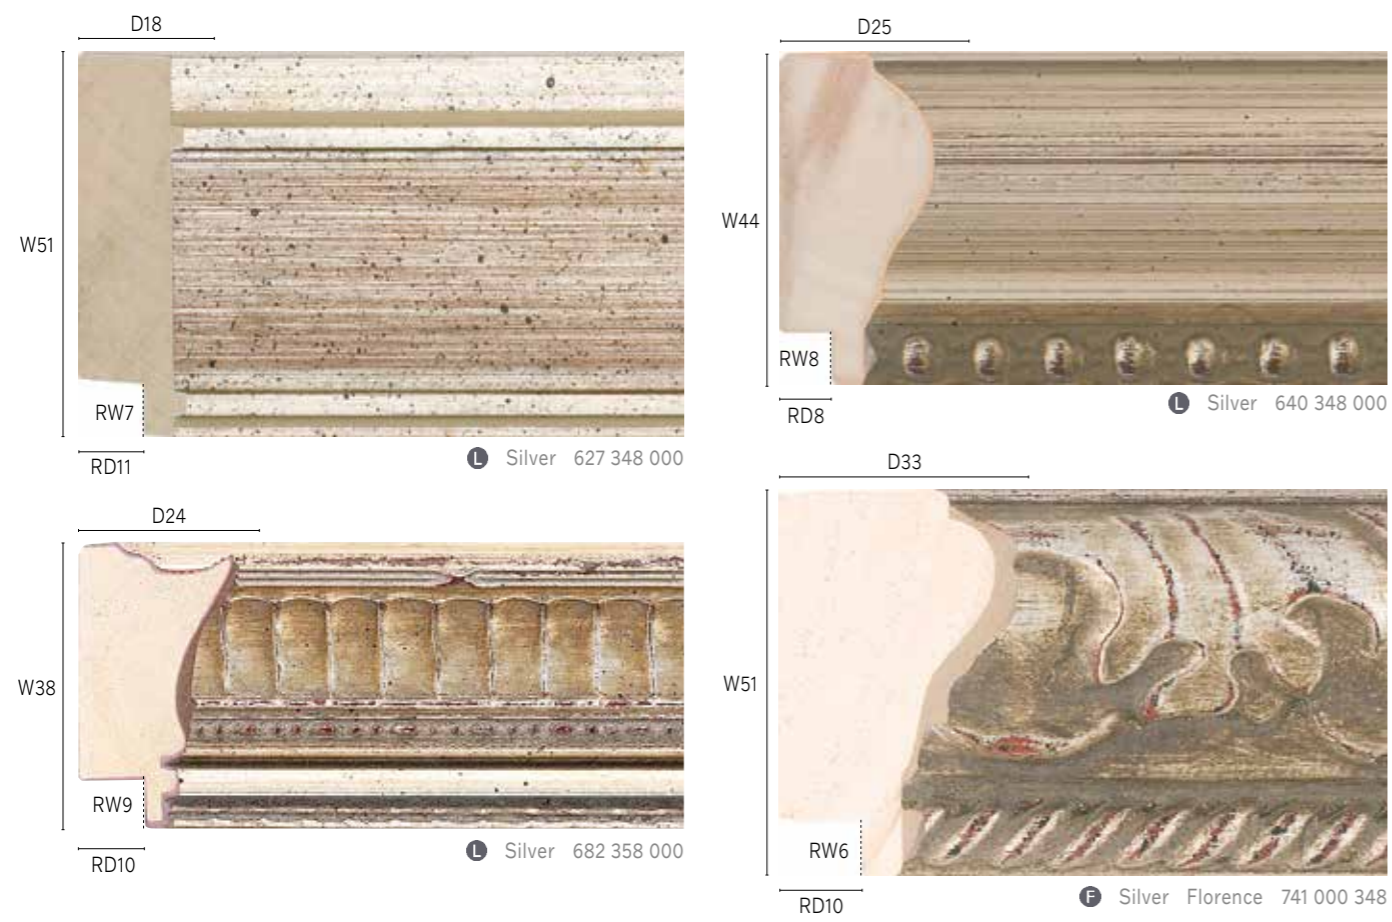 D18
W51
RW7
RD11
L Silver 627 348 000
D25
W44
RW8
RD8
L Silver 640 348 000
D24
W38
RW9
RD10
L Silver 682 358 000
D33
W51
RW6
RD10
F Silver Florence 741 000 348